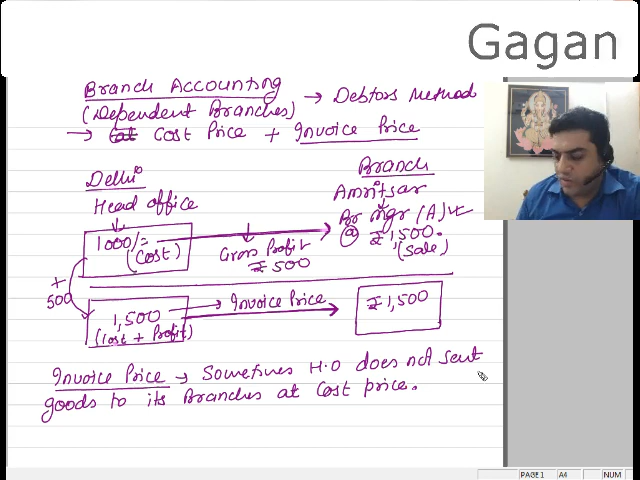 Gagan
Branch Accounting
(Dependent Branches) → Debtors Method
→ Cost Price + Invoice Price
Delhi
Head office
Branch
Amritsar
Br Mgr (A)
1000/=
(Cost)
Gross Profit
₹ 500
@ ₹1,500.
(Sale)
+
500
1,500
(Cost + Profit)
→ Invoice Price
₹1,500
Invoice Price → Sometimes H.O does not sent
goods to its Branches at Cost price.
PAGE 1 A4 NUM